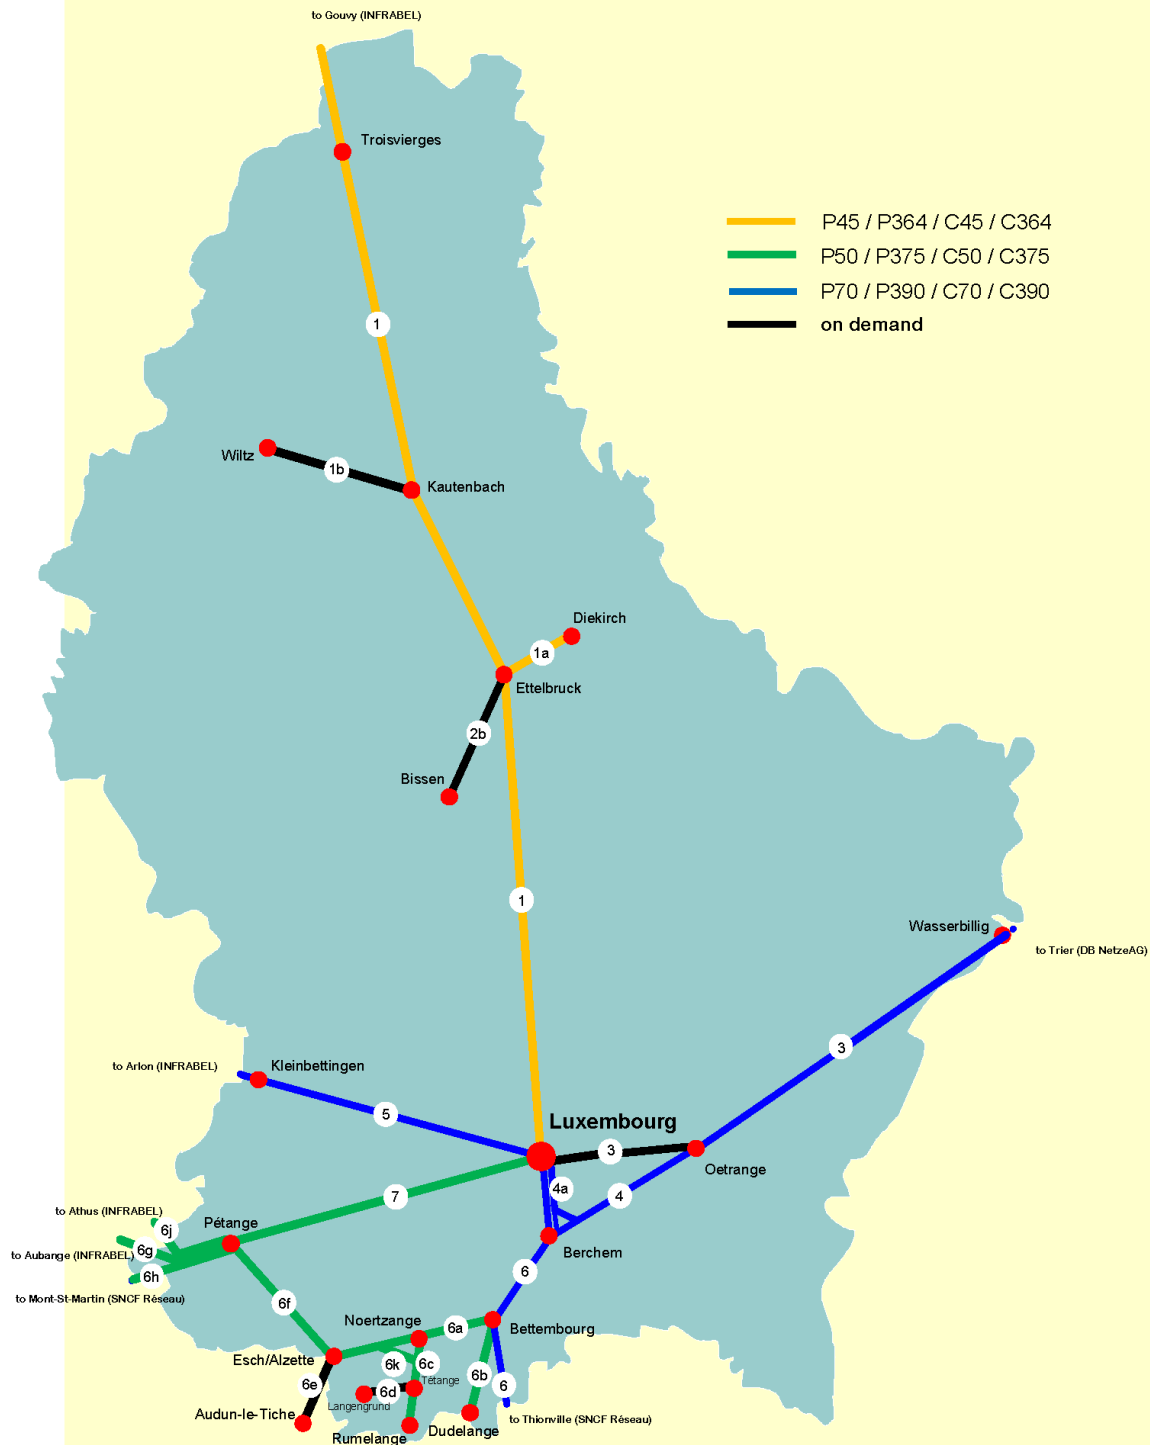 to Gouvy (INFRABEL)
Troisvierges
P45 / P364 / C45 / C364
P50 / P375 / C50 / C375
P70 / P390 / C70 / C390
on demand
1
Wiltz
1b
Kautenbach
Diekirch
1a
Ettelbruck
2b
Bissen
1
Wasserbillig
to Trier (DB NetzeAG)
3
to Arlon (INFRABEL)
Kleinbettingen
5
Luxembourg
3
Oetrange
4a
4
7
to Athus (INFRABEL)
6j
Pétange
6g
to Aubange (INFRABEL)
Berchem
6h
6
to Mont-St-Martin (SNCF Réseau)
6f
Noertzange
6a
Bettembourg
Esch/Alzette
6k
6c
6b
6e
6d
Tétange
6
Langengrund
Audun-le-Tiche
to Thionville (SNCF Réseau)
Dudelange
Rumelange